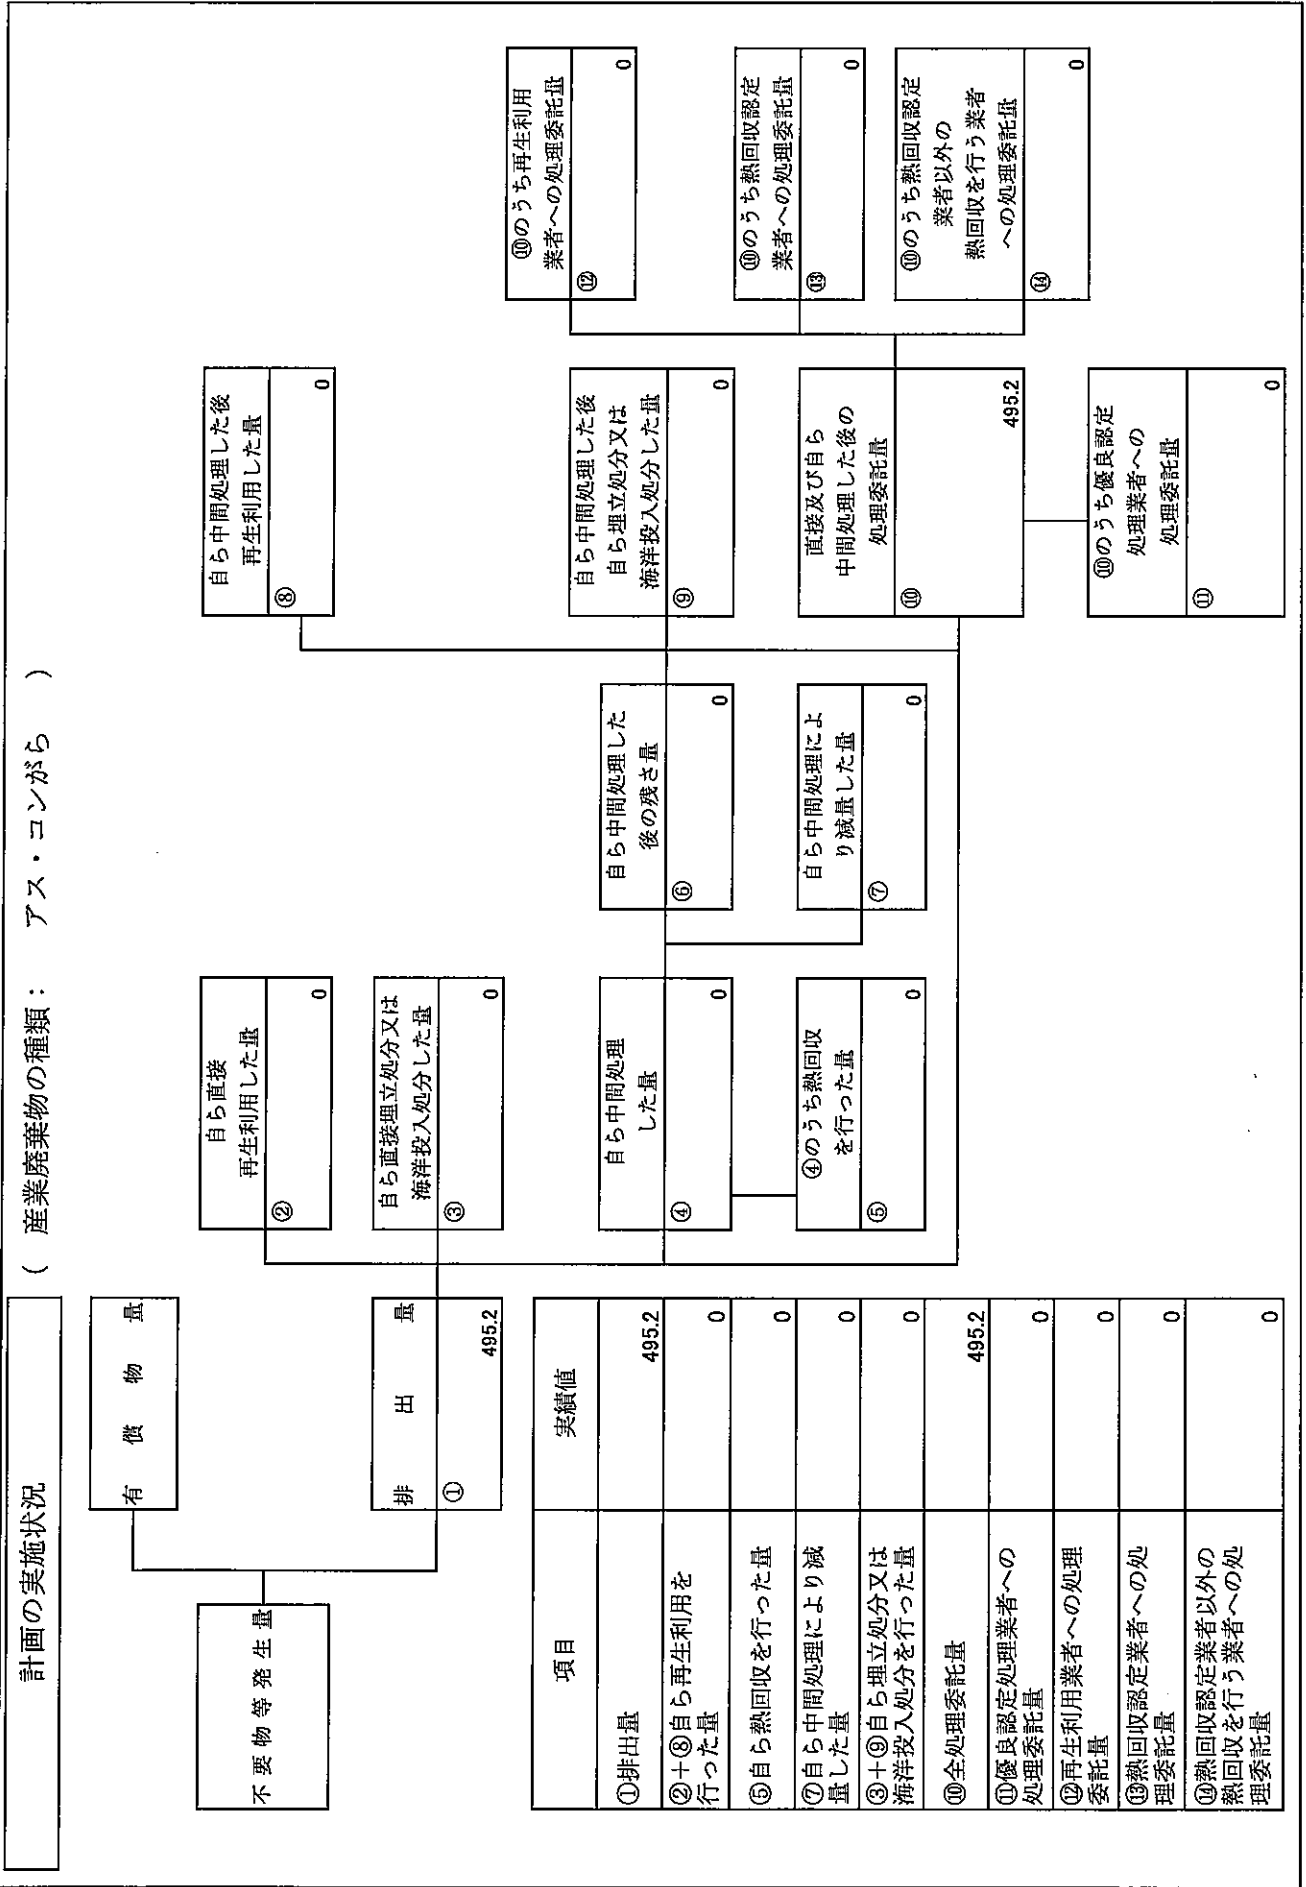 計画の実施状況
( 産業廃棄物の種類： アス・コンがら )
有償物量
不要物等発生量
排出量
①
495.2
自ら直接
再生利用した量
②
0
自ら直接埋立処分又は
海洋投入処分した量
③
0
自ら中間処理
した量
④
0
④のうち熱回収
を行った量
⑤
0
自ら中間処理した
後の残さ量
⑥
0
自ら中間処理によ
り減量した量
⑦
0
自ら中間処理した後
再生利用した量
⑧
0
自ら中間処理した後
自ら埋立処分又は
海洋投入処分した量
⑨
0
直接及び自ら
中間処理した後の
処理委託量
⑩
495.2
⑩のうち優良認定
処理業者への
処理委託量
⑪
0
⑩のうち再生利用
業者への処理委託量
⑫
0
⑩のうち熱回収認定
業者への処理委託量
⑬
0
⑩のうち熱回収認定
業者以外の
熱回収を行う業者
への処理委託量
⑭
0
項目 実績値
①排出量 495.2
②＋⑧自ら再生利用を
行った量 0
⑤自ら熱回収を行った量 0
⑦自ら中間処理により減
量した量 0
③＋⑨自ら埋立処分又は
海洋投入処分を行った量 0
⑩全処理委託量 495.2
⑪優良認定処理業者への
処理委託量 0
⑫再生利用業者への処理
委託量 0
⑬熱回収認定業者への処
理委託量 0
⑭熱回収認定業者以外の
熱回収を行う業者への処
理委託量 0